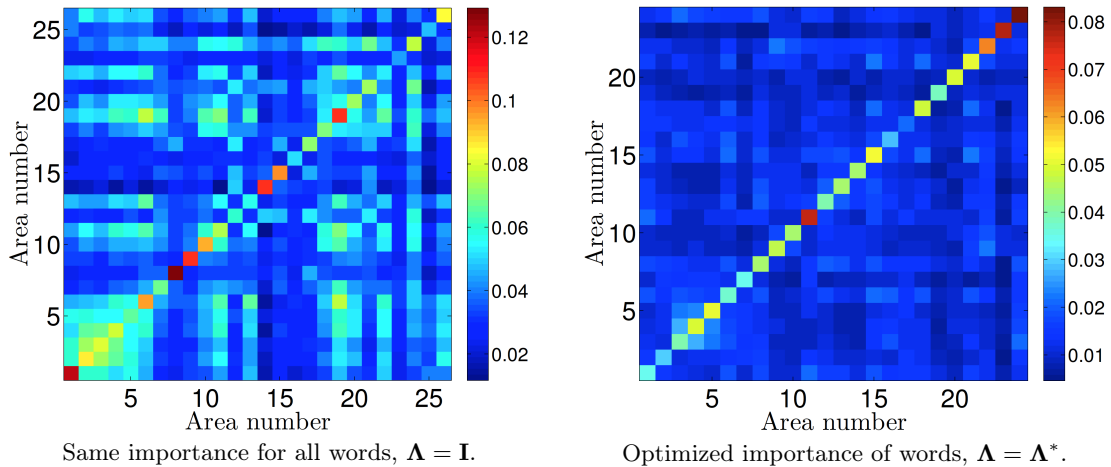 25
20
15
10
5
Area number
5 10 15 20 25
Area number
0.12
0.1
0.08
0.06
0.04
0.02
Same importance for all words, Λ = I.
20
15
10
5
Area number
5 10 15 20
Area number
0.08
0.07
0.06
0.05
0.04
0.03
0.02
0.01
Optimized importance of words, Λ = Λ*.